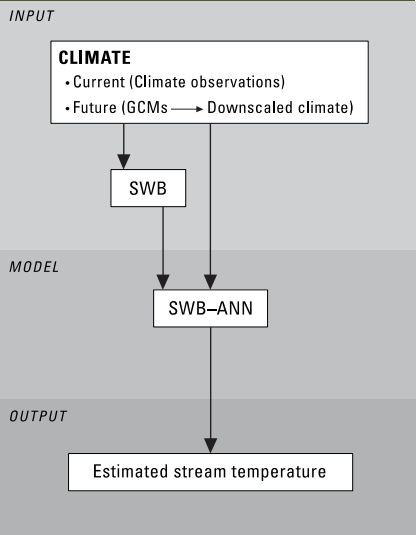 INPUT
CLIMATE
• Current (Climate observations)
• Future (GCMs → Downscaled climate)
SWB
MODEL
SWB–ANN
OUTPUT
Estimated stream temperature